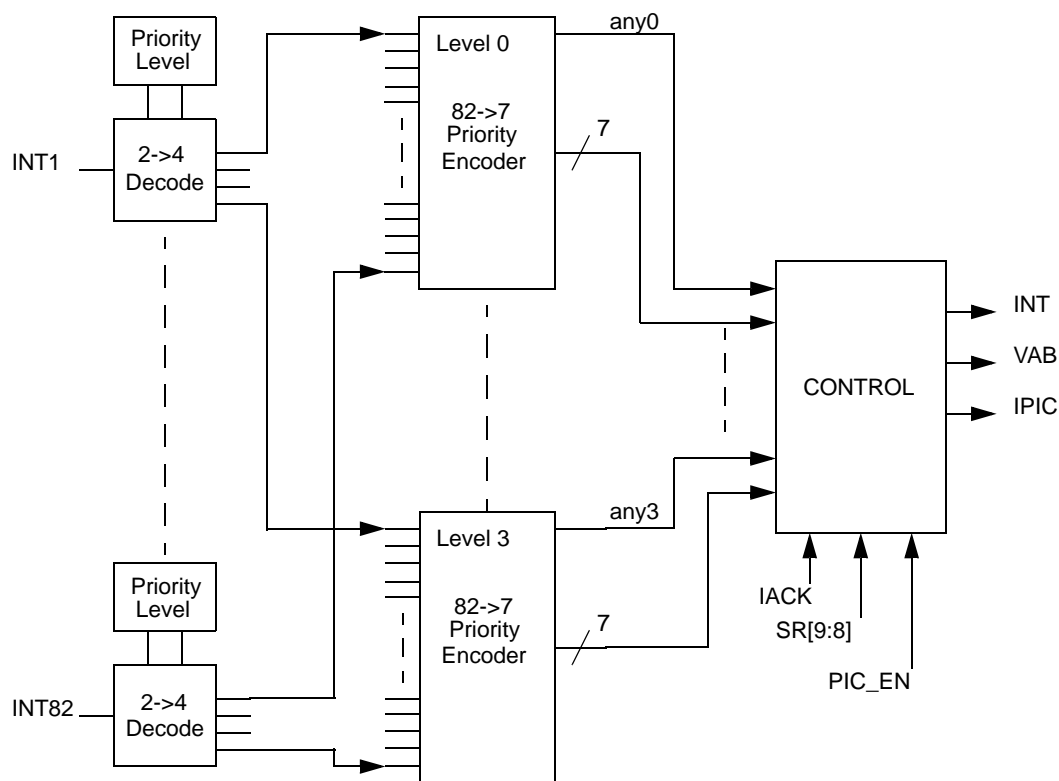 Priority
Level
INT1
2->4
Decode
Level 0
82->7
Priority
Encoder
any0
7
CONTROL
INT
VAB
IPIC
Priority
Level
INT82
2->4
Decode
Level 3
82->7
Priority
Encoder
any3
7
IACK
SR[9:8]
PIC_EN